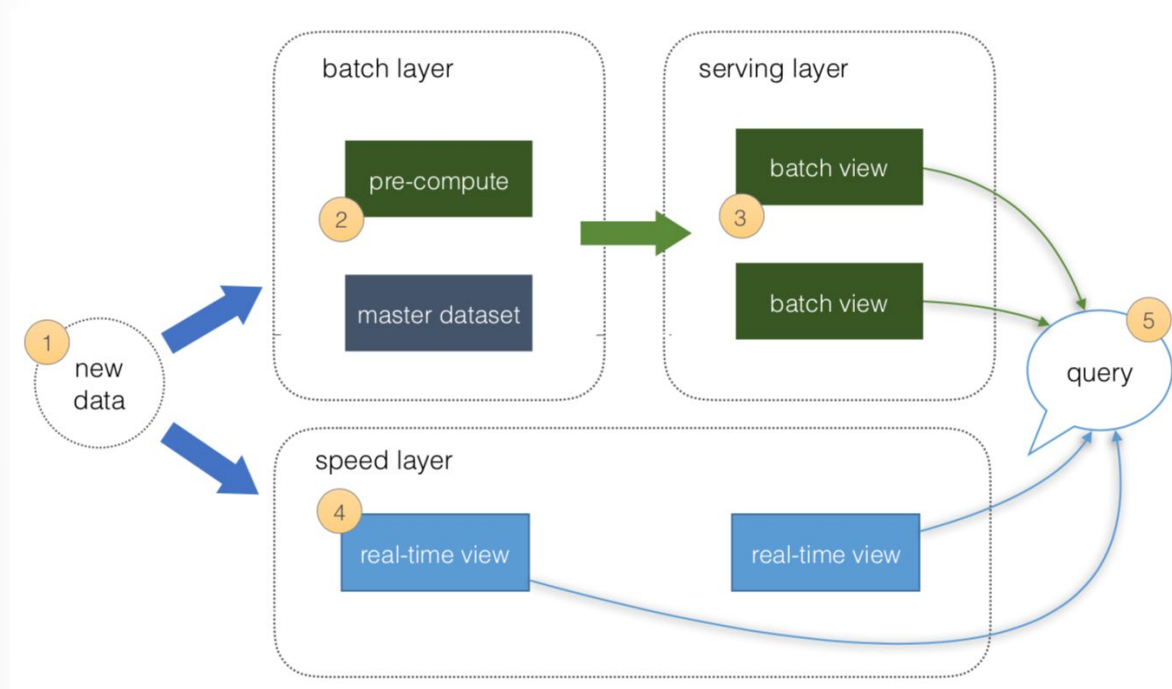 batch layer
serving layer
pre-compute
batch view
2
3
master dataset
batch view
1
new
data
5
query
speed layer
4
real-time view
real-time view